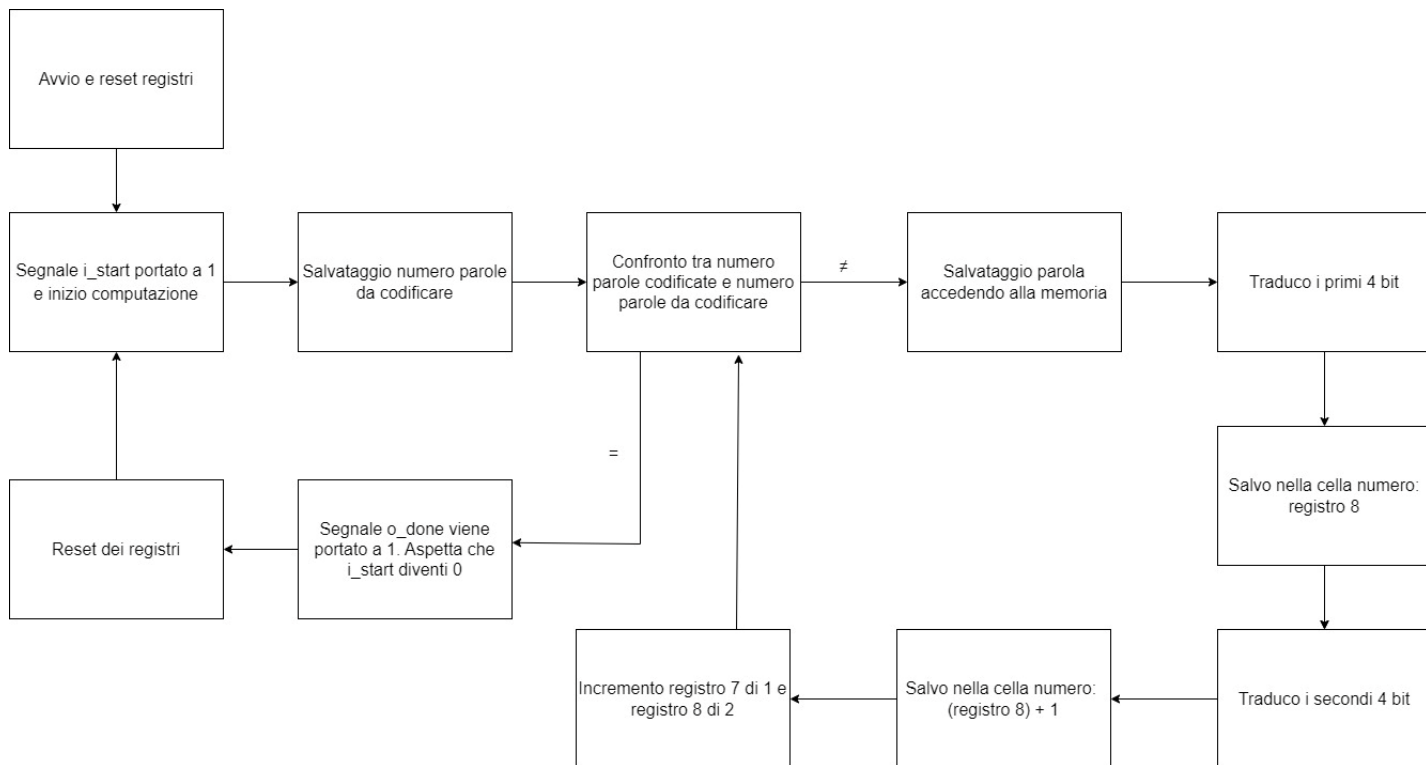 Avvio e reset registri
Segnale i_start portato a 1
e inizio computazione
Salvataggio numero parole
da codificare
Confronto tra numero
parole codificate e numero
parole da codificare
≠
Salvataggio parola
accedendo alla memoria
Traduco i primi 4 bit
Salvo nella cella numero:
registro 8
Traduco i secondi 4 bit
Salvo nella cella numero:
(registro 8) + 1
Incremento registro 7 di 1 e
registro 8 di 2
=
Segnale o_done viene
portato a 1. Aspetta che
i_start diventi 0
Reset dei registri